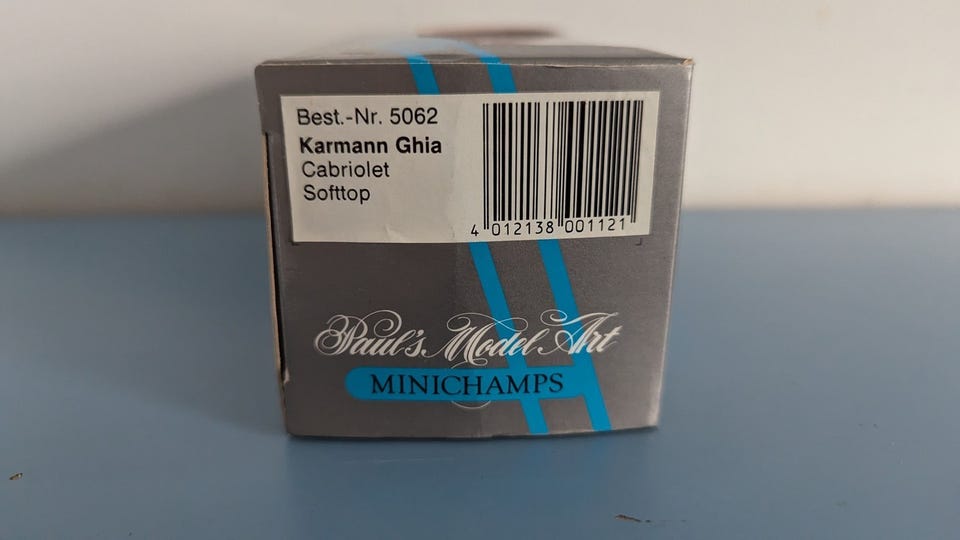 Best.-Nr. 5062
Karmann Ghia
Cabriolet
Softtop
4 012138 001121
Paul's Model Art
MINICHAMPS